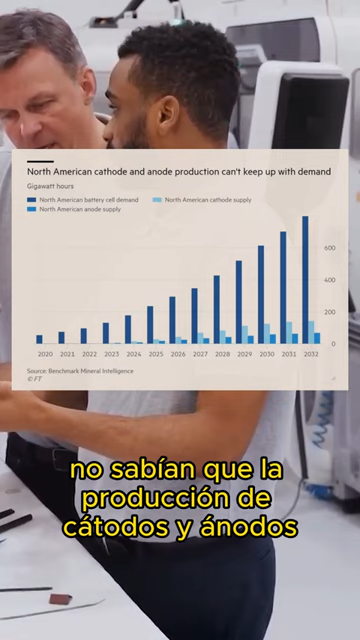 North American cathode and anode production can't keep up with demand
Gigawatt hours
North American battery cell demand
North American cathode supply
North American anode supply
600
400
200
0
2020 2021 2022 2023 2024 2025 2026 2027 2028 2029 2030 2031 2032
Source: Benchmark Mineral Intelligence
© FT
no sabían que la
producción de
cátodos y ánodos